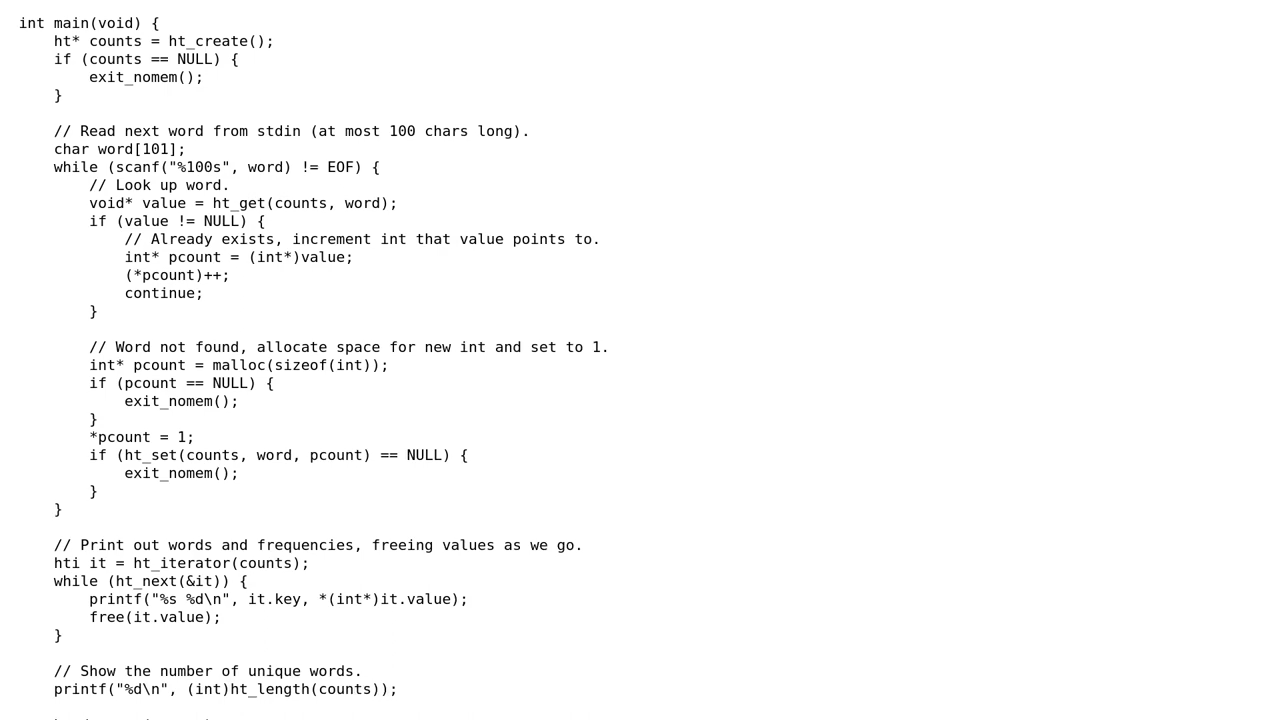 int main(void) {
    ht* counts = ht_create();
    if (counts == NULL) {
        exit_nomem();
    }

    // Read next word from stdin (at most 100 chars long).
    char word[101];
    while (scanf("%100s", word) != EOF) {
        // Look up word.
        void* value = ht_get(counts, word);
        if (value != NULL) {
            // Already exists, increment int that value points to.
            int* pcount = (int*)value;
            (*pcount)++;
            continue;
        }

        // Word not found, allocate space for new int and set to 1.
        int* pcount = malloc(sizeof(int));
        if (pcount == NULL) {
            exit_nomem();
        }
        *pcount = 1;
        if (ht_set(counts, word, pcount) == NULL) {
            exit_nomem();
        }
    }

    // Print out words and frequencies, freeing values as we go.
    hti it = ht_iterator(counts);
    while (ht_next(&it)) {
        printf("%s %d\n", it.key, *(int*)it.value);
        free(it.value);
    }

    // Show the number of unique words.
    printf("%d\n", (int)ht_length(counts));